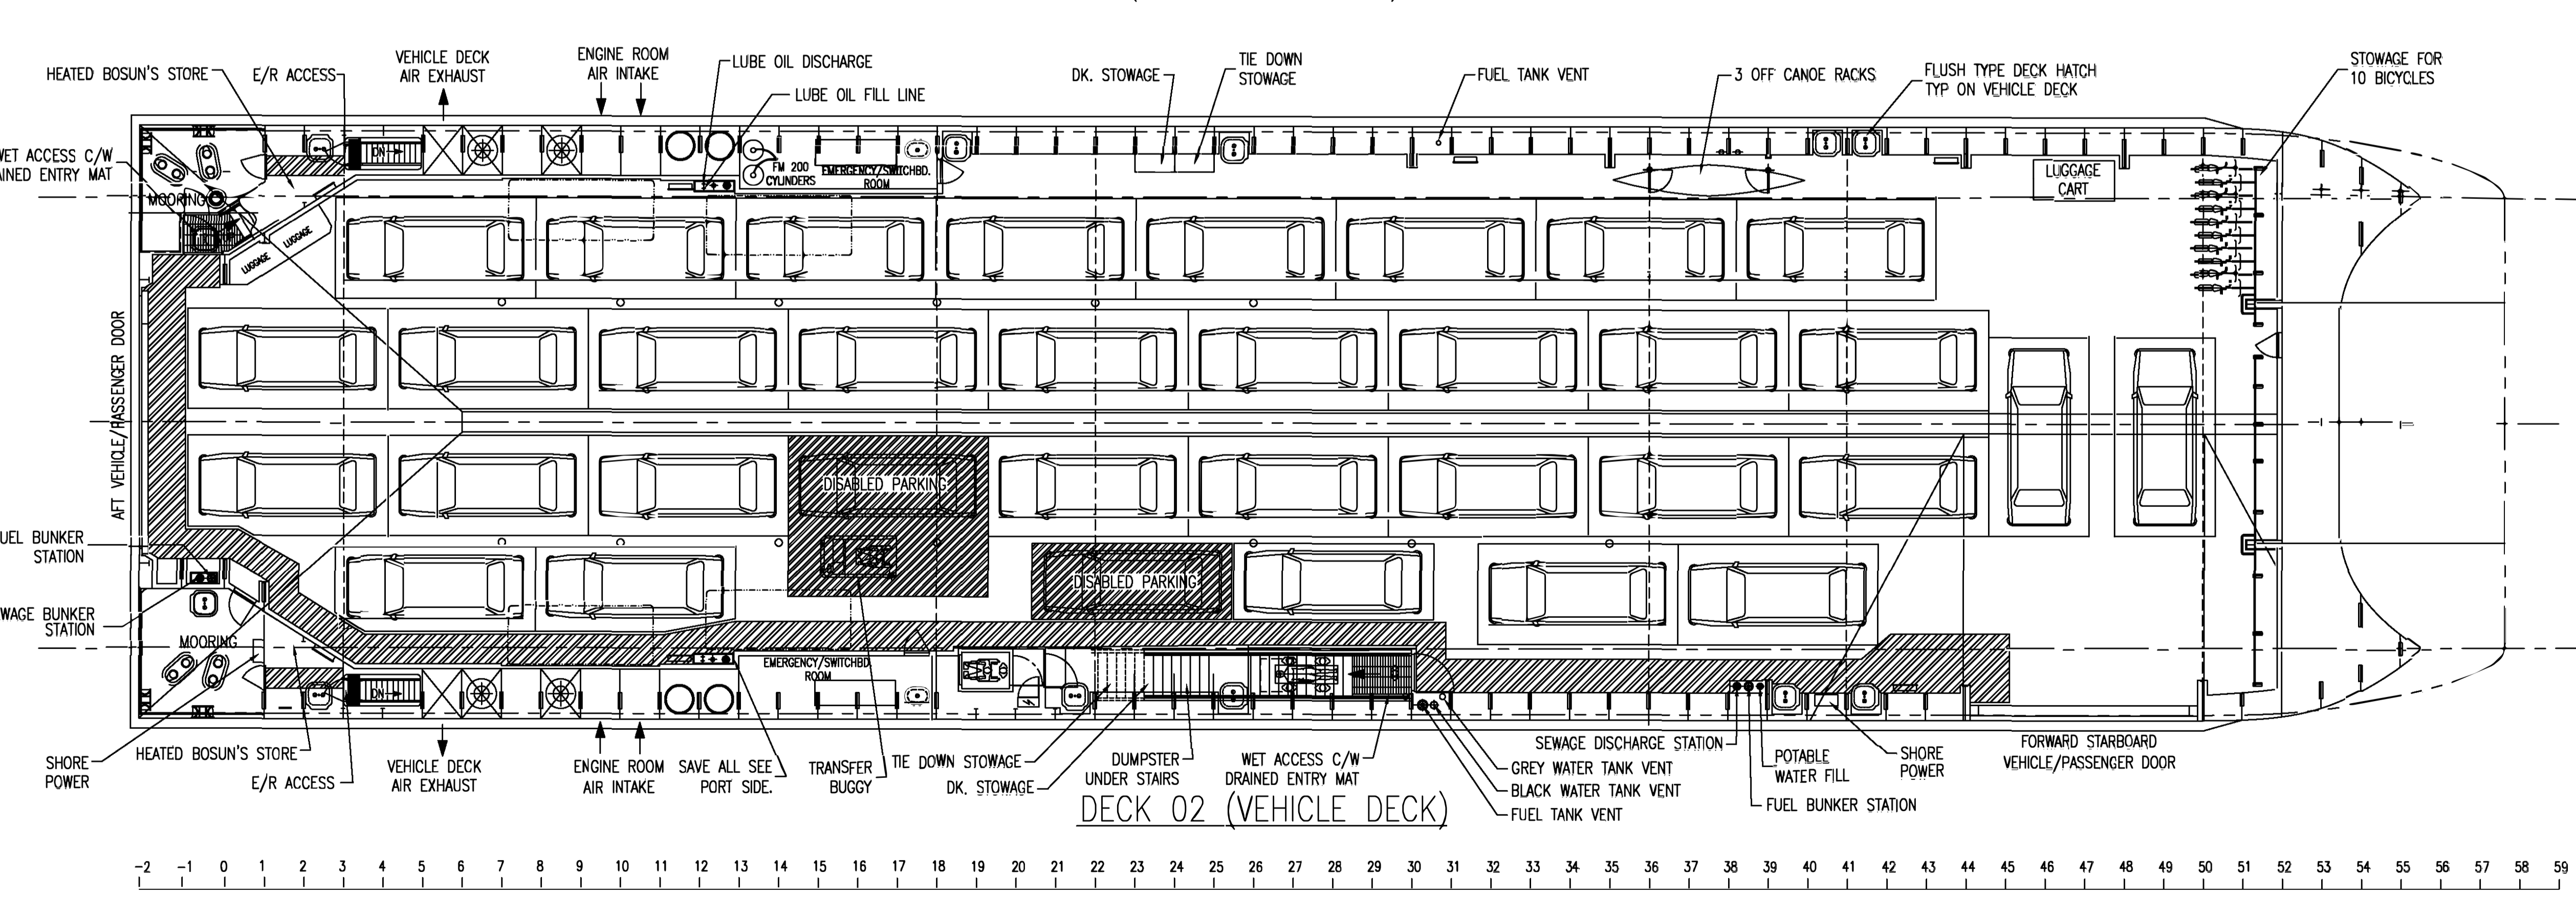 HEATED BOSUN'S STORE
E/R ACCESS
VEHICLE DECK
AIR EXHAUST
ENGINE ROOM
AIR INTAKE
LUBE OIL DISCHARGE
LUBE OIL FILL LINE
DK. STOWAGE
TIE DOWN
STOWAGE
FUEL TANK VENT
3 OFF CANOE RACKS
FLUSH TYPE DECK HATCH
TYP ON VEHICLE DECK
STOWAGE FOR
10 BICYCLES
WET ACCESS C/W
AINED ENTRY MAT
MOORING
DN
FM 200
CYLINDERS
EMERGENCY/SWITCHBD.
ROOM
LUGGAGE
CART
LUGGAGE
LUGGAGE
AFT VEHICLE/PASSENGER DOOR
DISABLED PARKING
DISABLED PARKING
UEL BUNKER
STATION
WAGE BUNKER
STATION
MOORING
DN
EMERGENCY/SWITCHBD.
ROOM
SHORE
POWER
HEATED BOSUN'S STORE
E/R ACCESS
VEHICLE DECK
AIR EXHAUST
ENGINE ROOM
AIR INTAKE
SAVE ALL SEE
PORT SIDE.
TRANSFER
BUGGY
TIE DOWN STOWAGE
DK. STOWAGE
DUMPSTER
UNDER STAIRS
WET ACCESS C/W
DRAINED ENTRY MAT
GREY WATER TANK VENT
BLACK WATER TANK VENT
FUEL TANK VENT
SEWAGE DISCHARGE STATION
POTABLE
WATER FILL
FUEL BUNKER STATION
SHORE
POWER
FORWARD STARBOARD
VEHICLE/PASSENGER DOOR
DECK 02 (VEHICLE DECK)
-2 -1 0 1 2 3 4 5 6 7 8 9 10 11 12 13 14 15 16 17 18 19 20 21 22 23 24 25 26 27 28 29 30 31 32 33 34 35 36 37 38 39 40 41 42 43 44 45 46 47 48 49 50 51 52 53 54 55 56 57 58 59